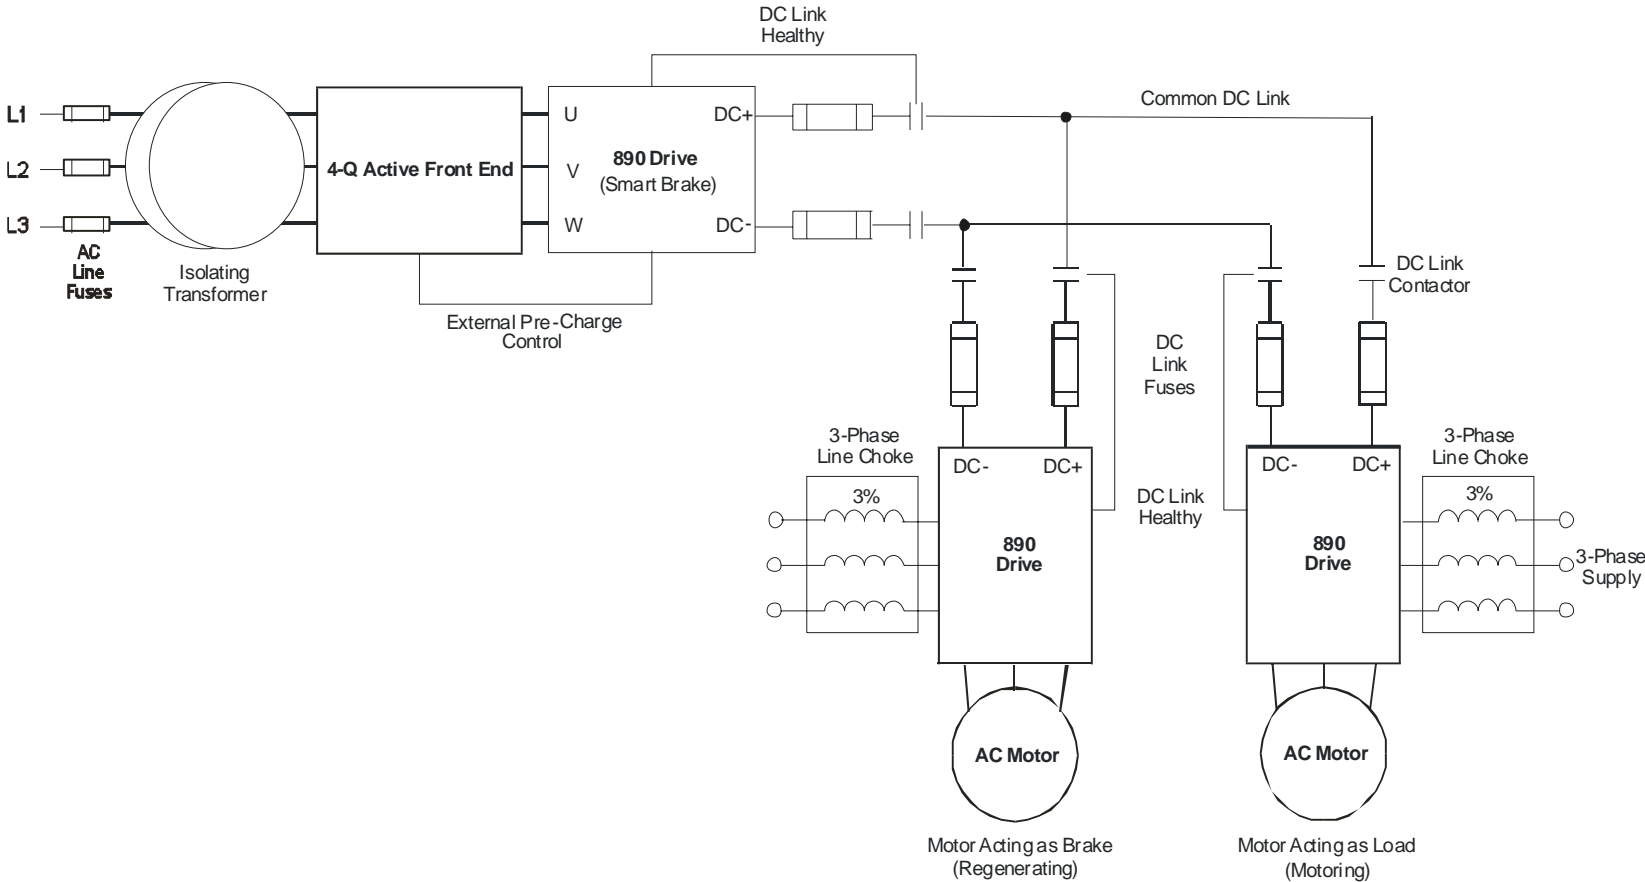 DC Link
Healthy
L1
L2
L3
AC
Line
Fuses
Isolating
Transformer
4-Q Active Front End
External Pre-Charge
Control
U
V
W
890 Drive
(Smart Brake)
DC+
DC-
Common DC Link
DC Link
Contactor
DC
Link
Fuses
3-Phase
Line Choke
3%
DC-
DC+
890
Drive
DC Link
Healthy
DC-
DC+
890
Drive
3-Phase
Line Choke
3%
3-Phase
Supply
AC Motor
AC Motor
Motor Acting as Brake
(Regenerating)
Motor Acting as Load
(Motoring)